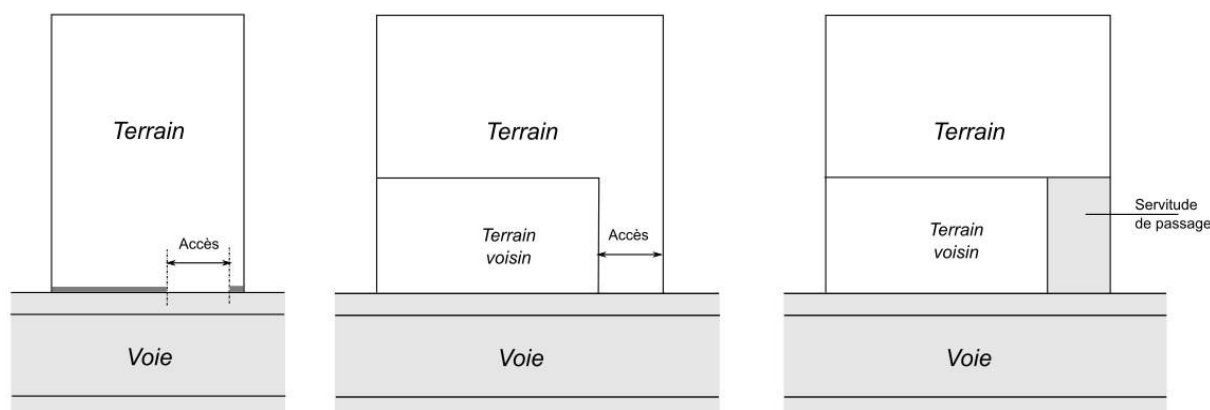 Terrain
Accès
Voie
Terrain
Terrain
voisin
Accès
Voie
Terrain
Terrain
voisin
Servitude
de passage
Voie